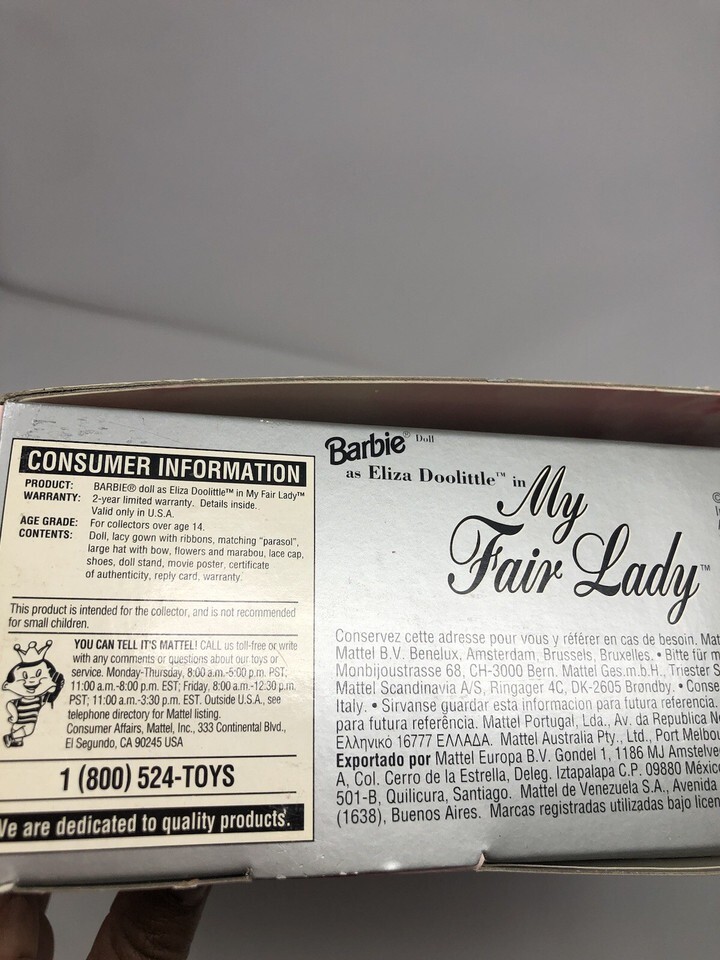 CONSUMER INFORMATION
PRODUCT: BARBIE® doll as Eliza Doolittle™ in My Fair Lady™
WARRANTY: 2-year limited warranty. Details inside.
Valid only in U.S.A.
AGE GRADE: For collectors over age 14.
CONTENTS: Doll, lacy gown with ribbons, matching "parasol",
large hat with bow, flowers and marabou, lace cap,
shoes, doll stand, movie poster, certificate
of authenticity, reply card, warranty.
This product is intended for the collector, and is not recommended
for small children.
YOU CAN TELL IT'S MATTEL! CALL us toll-free or write
with any comments or questions about our toys or
service. Monday-Thursday, 8:00 a.m.-5:00 p.m. PST;
11:00 a.m.-8:00 p.m. EST; Friday, 8:00 a.m.-12:30 p.m.
PST; 11:00 a.m.-3:30 p.m. EST. Outside U.S.A., see
telephone directory for Mattel listing.
Consumer Affairs, Mattel, Inc., 333 Continental Blvd.,
El Segundo, CA 90245 USA
1 (800) 524-TOYS
We are dedicated to quality products.
Barbie® Doll
as Eliza Doolittle™ in
My
Fair Lady™
©
Conservez cette adresse pour vous y référer en cas de besoin. Mat
Mattel B.V. Benelux, Amsterdam, Brussels, Bruxelles. • Bitte für m
Monbijoustrasse 68, CH-3000 Bern. Mattel Ges.m.b.H., Triester S
Mattel Scandinavia A/S, Ringager 4C, DK-2605 Brøndby. • Conse
Italy. • Sirvanse guardar esta informacion para futura referencia.
para futura referência. Mattel Portugal, Lda., Av. da Republica N
Ελληνικό 16777 ΕΛΛΑΔΑ. Mattel Australia Pty., Ltd., Port Melbou
Exportado por Mattel Europa B.V. Gondel 1, 1186 MJ Amstelve
A, Col. Cerro de la Estrella, Deleg. Iztapalapa C.P. 09880 México
501-B, Quilicura, Santiago. Mattel de Venezuela S.A., Avenida
(1638), Buenos Aires. Marcas registradas utilizadas bajo licen